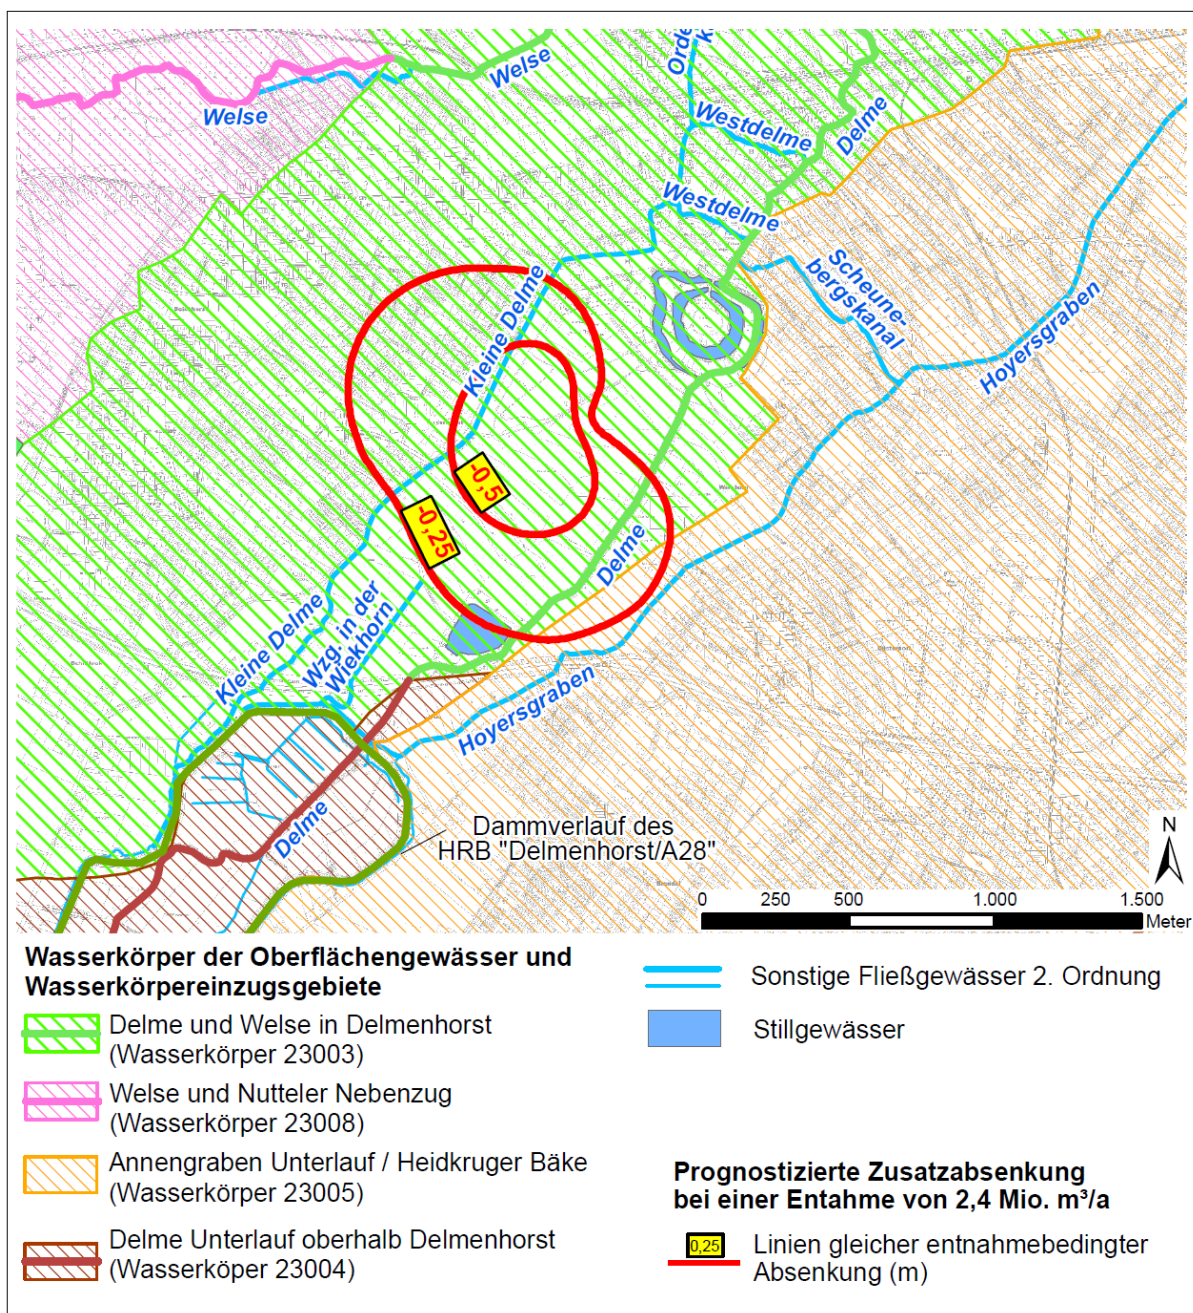 Welse
Orde
K
Welse
Westdelme
Delme
Westdelme
Scheune-
bergskanal
Hoyersgraben
Kleine Delme
-0,5
-0,25
Delme
Kleine Delme
Wzg. in der
Wiekhorn
Hoyersgraben
Delme
Dammverlauf des
HRB "Delmenhorst/A28"
N
0 250 500 1.000 1.500
Meter
Wasserkörper der Oberflächengewässer und
Wasserkörpereinzugsgebiete
Delme und Welse in Delmenhorst
(Wasserkörper 23003)
Welse und Nutteler Nebenzug
(Wasserkörper 23008)
Annengraben Unterlauf / Heidkruger Bäke
(Wasserkörper 23005)
Delme Unterlauf oberhalb Delmenhorst
(Wasserköper 23004)
Sonstige Fließgewässer 2. Ordnung
Stillgewässer
Prognostizierte Zusatzabsenkung
bei einer Entahme von 2,4 Mio. m³/a
0,25
Linien gleicher entnahmebedingter
Absenkung (m)